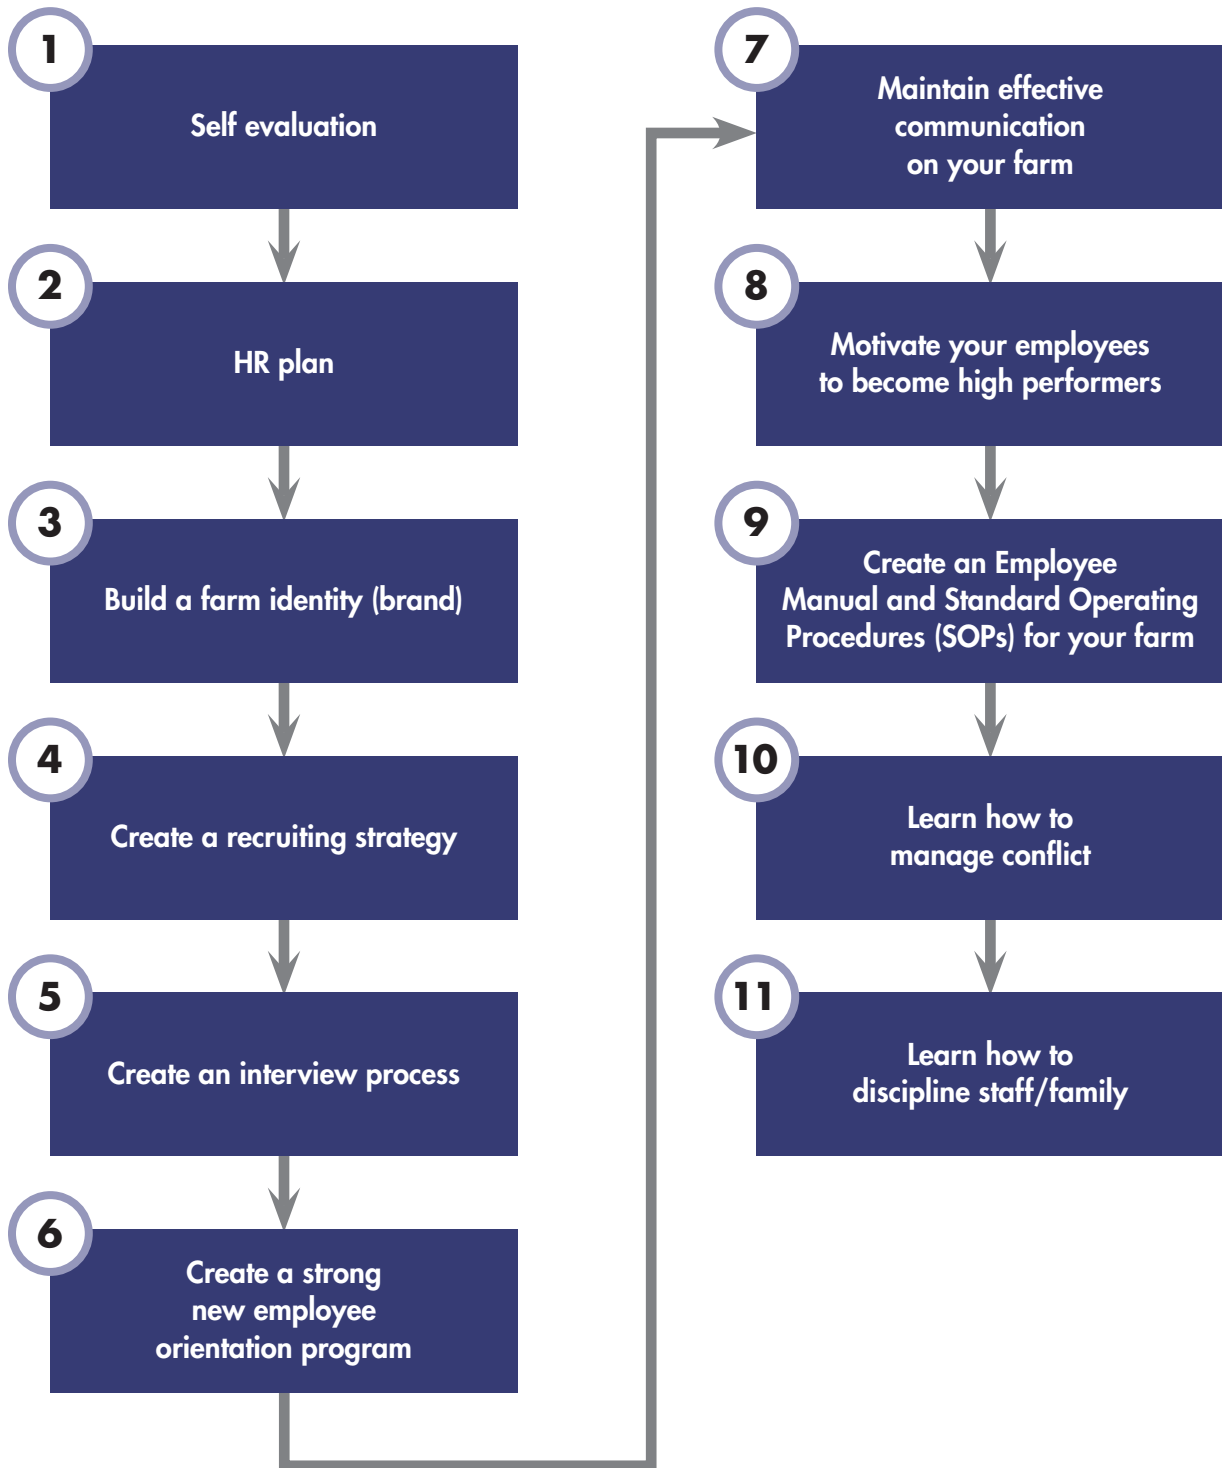 1
Self evaluation
2
HR plan
3
Build a farm identity (brand)
4
Create a recruiting strategy
5
Create an interview process
6
Create a strong
new employee
orientation program
7
Maintain effective
communication
on your farm
8
Motivate your employees
to become high performers
9
Create an Employee
Manual and Standard Operating
Procedures (SOPs) for your farm
10
Learn how to
manage conflict
11
Learn how to
discipline staff/family